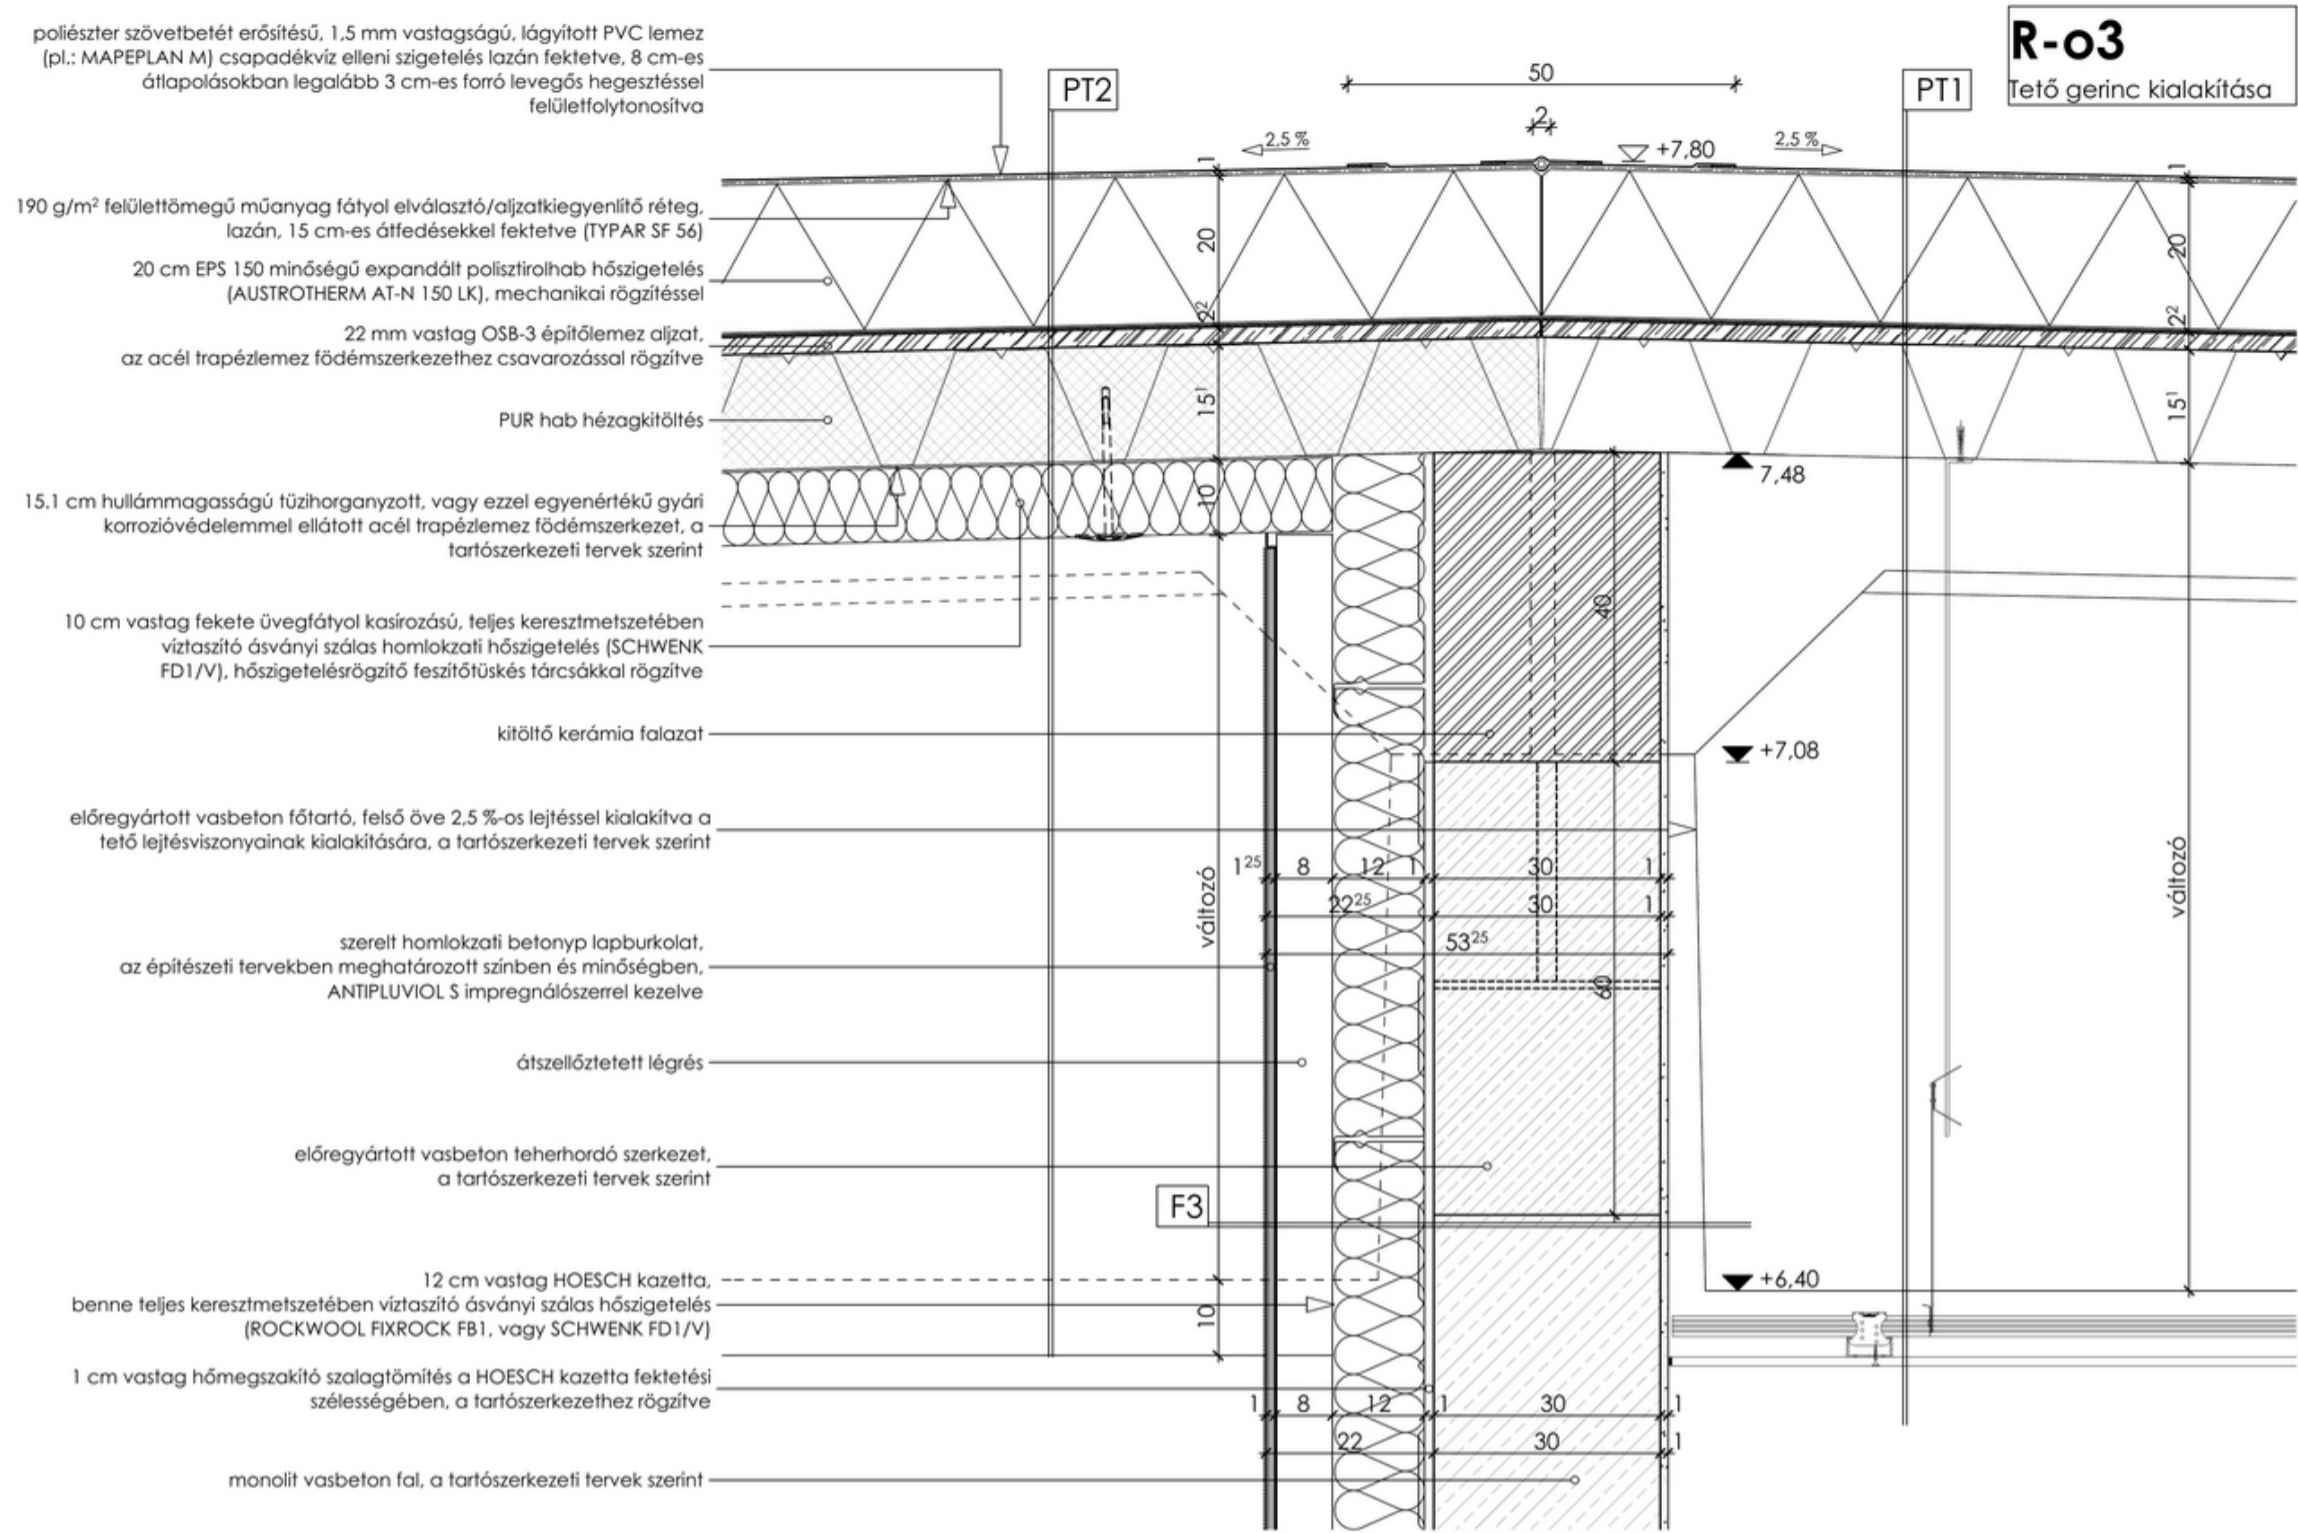 poliészter szövetbetét erősítésű, 1,5 mm vastagságú, lágyított PVC lemez
(pl.: MAPEPLAN M) csapadékvíz elleni szigetelés lazán fektetve, 8 cm-es
átlapolásokban legalább 3 cm-es forró levegős hegesztéssel
felületfolytonosítva
PT2
50
2
PT1
R-o3
Tető gerinc kialakítása
2,5 %
+7,80
2,5 %
1
1
190 g/m² felülettömegű műanyag fátyol elválasztó/aljzatkiegyenlítő réteg,
lazán, 15 cm-es átfedésekkel fektetve (TYPAR SF 56)
20
20
20 cm EPS 150 minőségű expandált polisztirolhab hőszigetelés
(AUSTROTHERM AT-N 150 LK), mechanikai rögzítéssel
2²
2²
22 mm vastag OSB-3 építőlemez aljzat,
az acél trapézlemez födémszerkezethez csavarozással rögzítve
15¹
15¹
PUR hab hézagkitöltés
7,48
10
15.1 cm hullámmagasságú tüzihorganyzott, vagy ezzel egyenértékű gyári
korrozióvédelemmel ellátott acél trapézlemez födémszerkezet, a
tartószerkezeti tervek szerint
40
10 cm vastag fekete üvegfátyol kasírozású, teljes keresztmetszetében
víztaszító ásványi szálas homlokzati hőszigetelés (SCHWENK
FD1/V), hőszigetelésrögzítő feszítőtüskés tárcsákkal rögzítve
kitöltő kerámia falazat
+7,08
előregyártott vasbeton főtartó, felső öve 2,5 %-os lejtéssel kialakítva a
tető lejtésviszonyainak kialakítására, a tartószerkezeti tervek szerint
1²⁵ 8 12 1 30 1
változó
változó
22²⁵ 30 1
53²⁵
szerelt homlokzati betonyp lapburkolat,
az építészeti tervekben meghatározott színben és minőségben,
ANTIPLUVIOL S impregnálószerrel kezelve
60
átszellőztetett légrés
előregyártott vasbeton teherhordó szerkezet,
a tartószerkezeti tervek szerint
F3
12 cm vastag HOESCH kazetta,
benne teljes keresztmetszetében víztaszító ásványi szálas hőszigetelés
(ROCKWOOL FIXROCK FB1, vagy SCHWENK FD1/V)
+6,40
10
1 cm vastag hőmegszakító szalagtömítés a HOESCH kazetta fektetési
szélességében, a tartószerkezethez rögzítve
1 8 12 1 30 1
22 30 1
monolit vasbeton fal, a tartószerkezeti tervek szerint